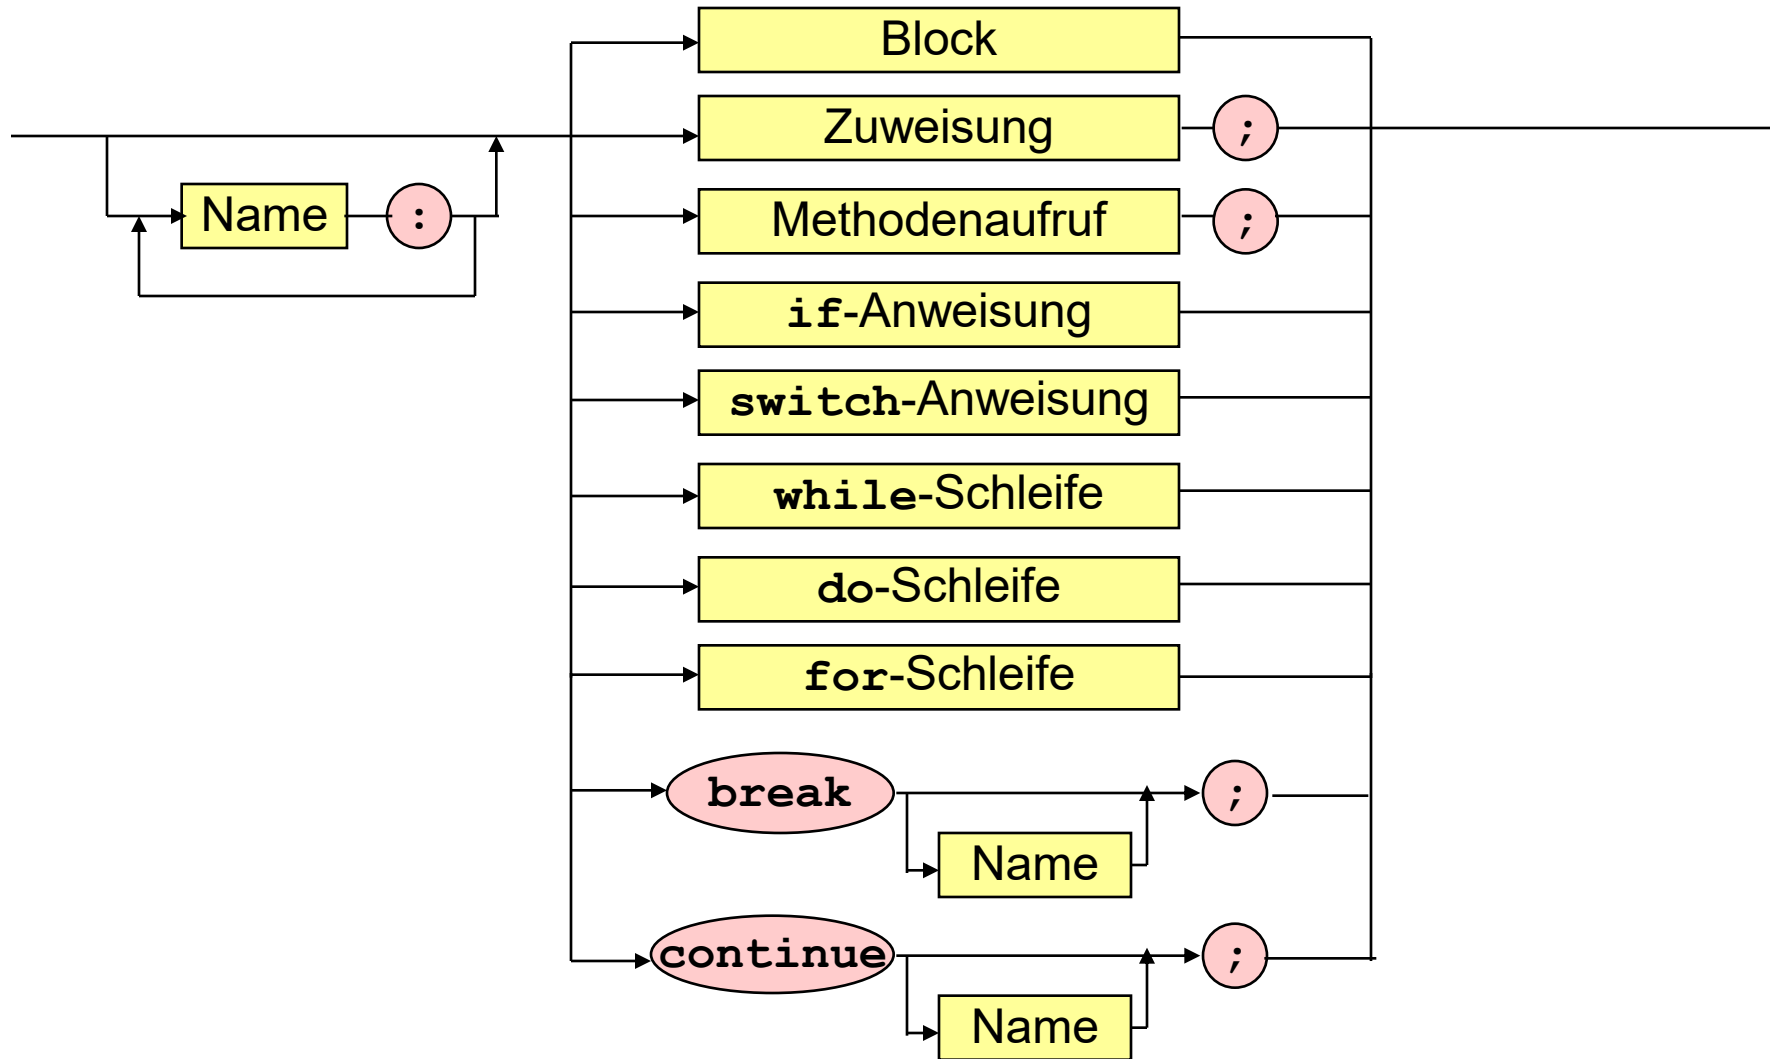 Block
Zuweisung ;
Name :
Methodenaufruf ;
if-Anweisung
switch-Anweisung
while-Schleife
do-Schleife
for-Schleife
break ;
Name
continue ;
Name